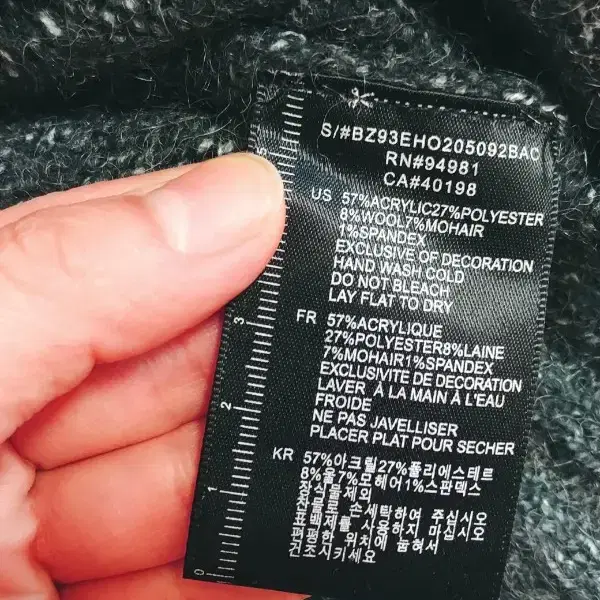 S/#BZ93EHO205092BAC
RN#94981
CA#40198
US 57%ACRYLIC27%POLYESTER
8%WOOL7%MOHAIR
1%SPANDEX
EXCLUSIVE OF DECORATION
HAND WASH COLD
DO NOT BLEACH
LAY FLAT TO DRY
FR 57%ACRYLIQUE
27%POLYESTER8%LAINE
7%MOHAIR1%SPANDEX
EXCLUSIVITE DE DECORATION
LAVER À LA MAIN À L'EAU
FROIDE
NE PAS JAVELLISER
PLACER PLAT POUR SECHER
KR 57%아크릴27%폴리에스테르
8%울7%모헤어1%스판덱스
장식물제외
찬물로 손세탁하여 주십시오
표백제를 사용하지 마십시오
평평한 위치에 눕혀서
건조시키세요
5
3
2
1
0